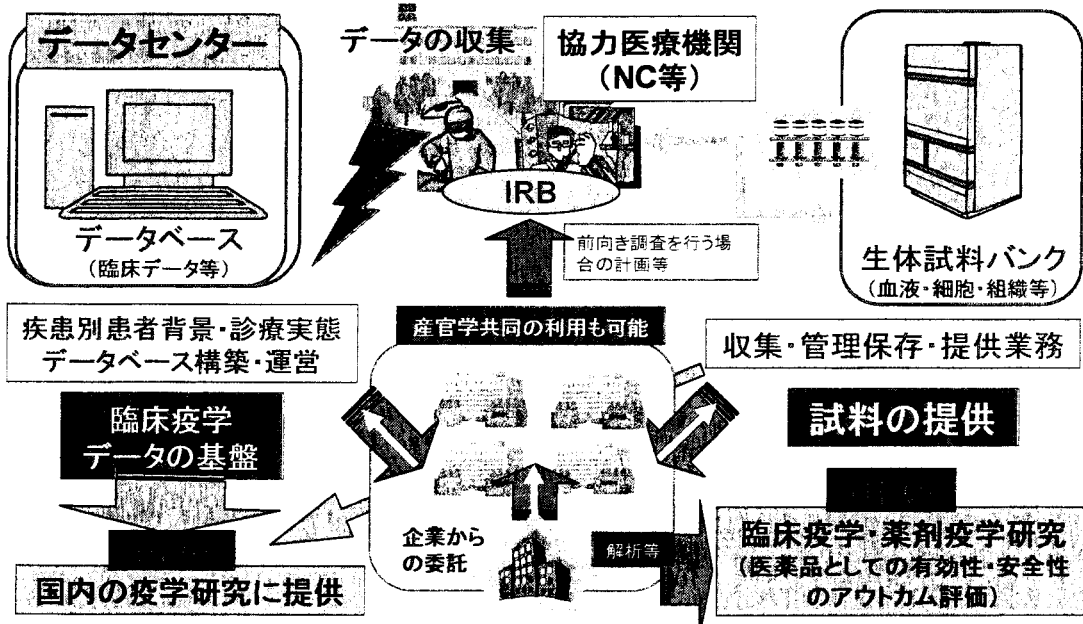 データセンター
データベース
(臨床データ等)
データの収集
協力医療機関
(NC等)
IRB
前向き調査を行う場
合の計画等
生体試料バンク
(血液・細胞・組織等)
疾患別患者背景・診療実態
データベース構築・運営
産官学共同の利用も可能
収集・管理保存・提供業務
臨床疫学
データの基盤
試料の提供
企業から
の委託
解析等
国内の疫学研究に提供
臨床疫学・薬剤疫学研究
(医薬品としての有効性・安全性
のアウトカム評価)